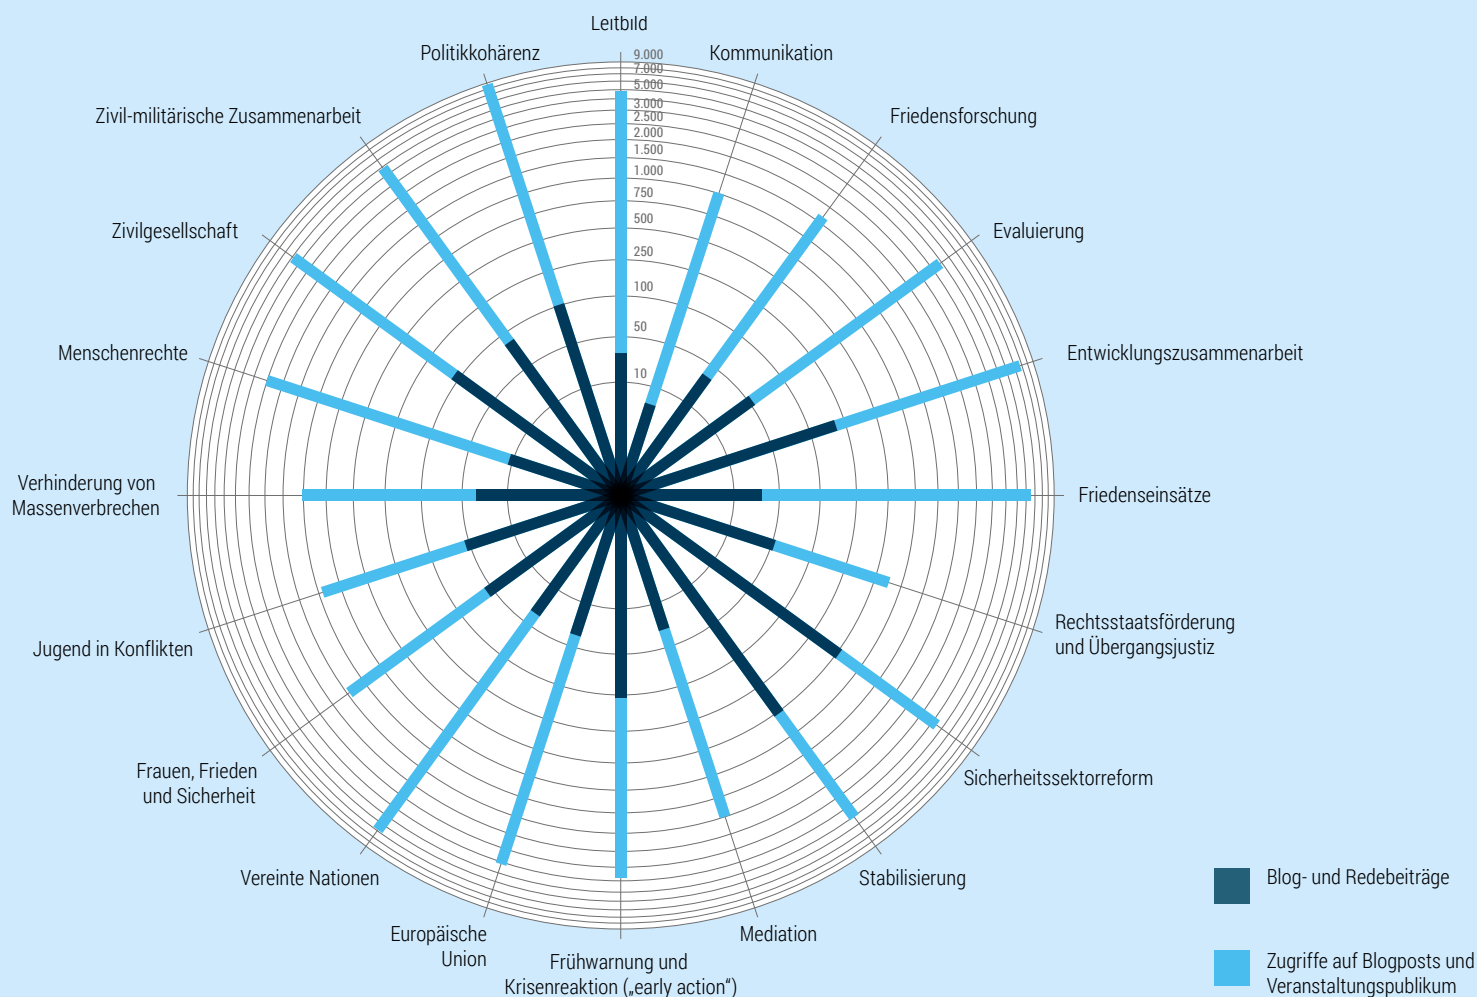 Leitbild
Politikkohärenz
Kommunikation
9.000
7.000
5.000
3.000
2.500
2.000
1.500
1.000
750
500
250
100
50
10
Zivil-militärische Zusammenarbeit
Friedensforschung
Zivilgesellschaft
Evaluierung
Menschenrechte
Entwicklungszusammenarbeit
Verhinderung von
Massenverbrechen
Friedenseinsätze
Jugend in Konflikten
Rechtsstaatsförderung
und Übergangsjustiz
Frauen, Frieden
und Sicherheit
Sicherheitssektorreform
Vereinte Nationen
Stabilisierung
Europäische
Union
Mediation
Frühwarnung und
Krisenreaktion („early action“)
Blog- und Redebeiträge
Zugriffe auf Blogposts und
Veranstaltungspublikum